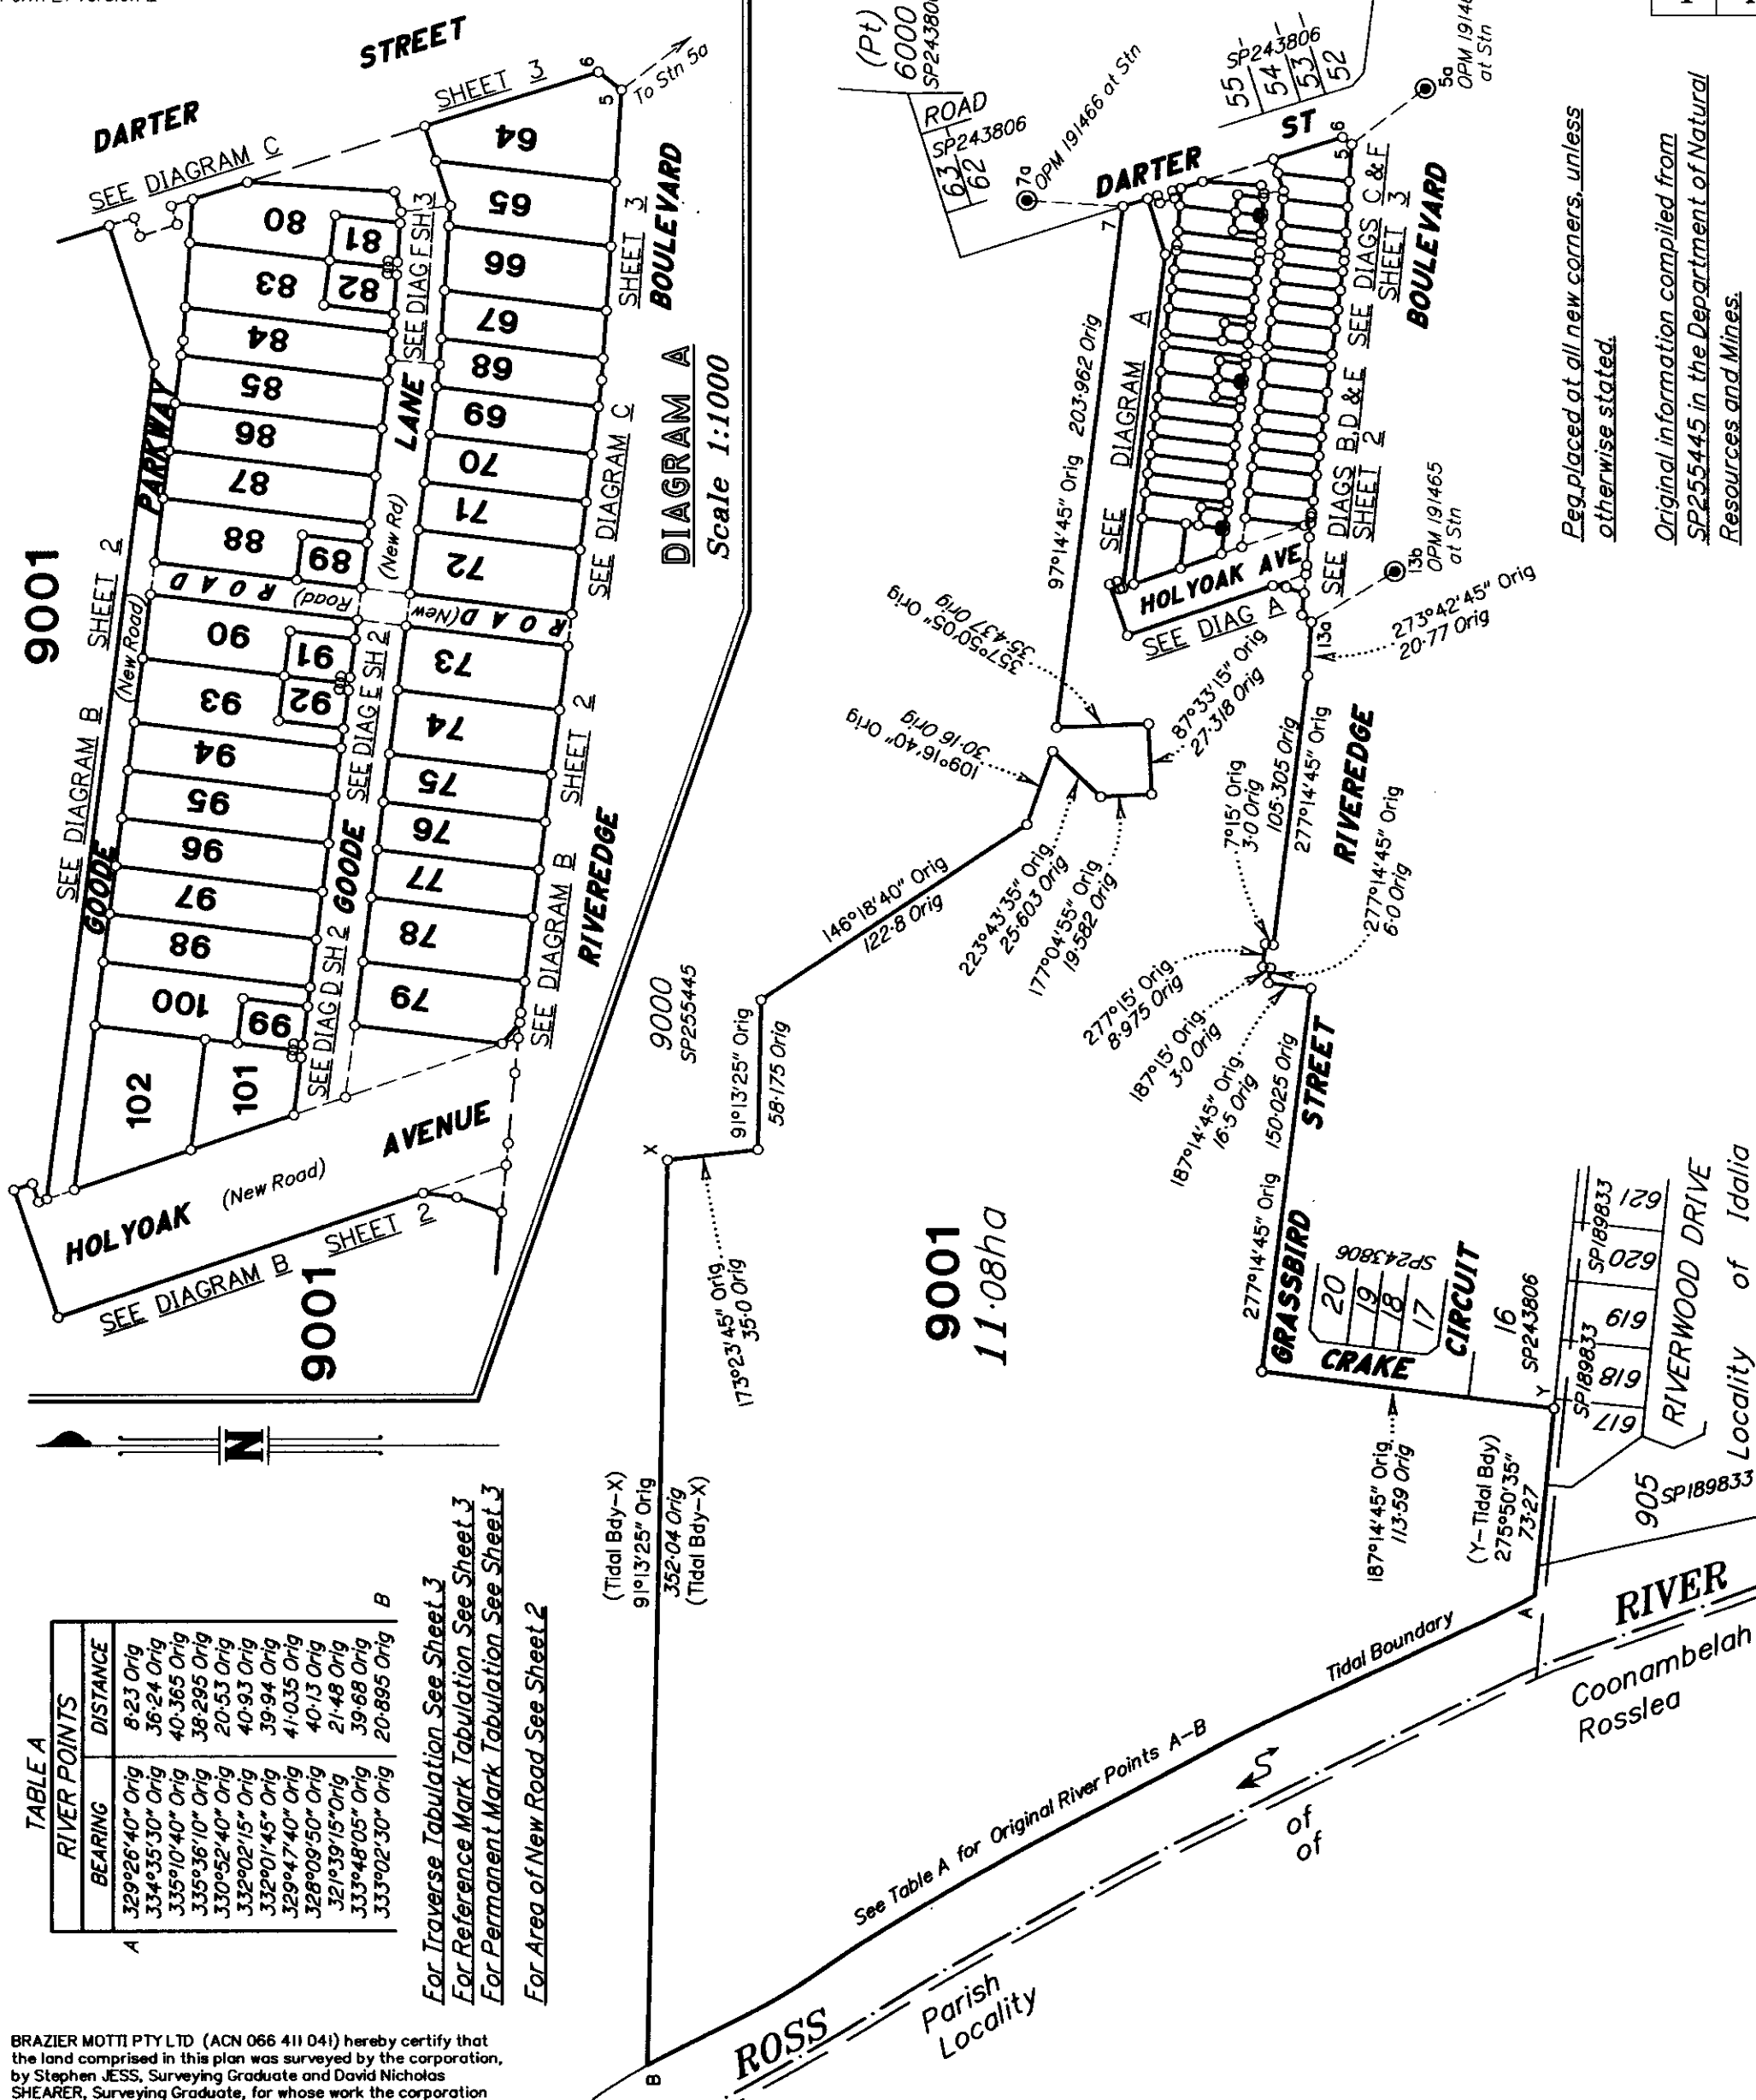 TABLE A
RIVER POINTS
BEARING DISTANCE
A 329°26'40" Orig 8·23 Orig
334°35'30" Orig 36·24 Orig
335°10'40" Orig 40·365 Orig
335°36'10" Orig 38·295 Orig
330°52'40" Orig 20·53 Orig
332°02'15" Orig 40·93 Orig
332°01'45" Orig 39·94 Orig
329°47'40" Orig 41·035 Orig
328°09'50" Orig 40·13 Orig
321°39'15" Orig 21·48 Orig
333°48'05" Orig 39·68 Orig
333°02'30" Orig 20·895 Orig B
For Traverse Tabulation See Sheet 3
For Reference Mark Tabulation See Sheet 3
For Permanent Mark Tabulation See Sheet 3
For Area of New Road See Sheet 2
BRAZIER MOTTI PTY LTD (ACN 066 411 041) hereby certify that
the land comprised in this plan was surveyed by the corporation,
by Stephen JESS, Surveying Graduate and David Nicholas
SHEARER, Surveying Graduate, for whose work the corporation
N
9001
SEE DIAGRAM B SHEET 2
GOODE (New Road) PARKWAY
DARTER STREET
SEE DIAGRAM C
SHEET 3
6
5
To Stn 5a
102
101
100
99
98
97
96
95
94
93
92
91
90
ROAD (Road)
89
88
87
86
85
84
83
82
81
80
SEE DIAG D SH 2
GOODE
SEE DIAG E SH 2
(New Rd)
LANE
SEE DIAG F SH 3
79
78
77
76
75
74
73
ROAD (New
72
71
70
69
68
67
66
65
64
SEE DIAGRAM B SHEET 2
SEE DIAGRAM C SHEET 3
RIVEREDGE BOULEVARD
HOLYOAK (New Road) AVENUE
SEE DIAGRAM B SHEET 2
9001
DIAGRAM A
Scale 1:1000
(Tidal Bdy-X)
91°13'25" Orig
352·04 Orig
(Tidal Bdy-X)
X
173°23'45" Orig
35·0 Orig
91°13'25" Orig
58·175 Orig
9000
SP255445
146°18'40" Orig
122·8 Orig
109°16'40" Orig
30·16 Orig
223°43'35" Orig
25·603 Orig
177°04'55" Orig
19·582 Orig
87°33'15" Orig
27·318 Orig
357°50'05" Orig
35·437 Orig
97°14'45" Orig 203·962 Orig
7
7a
OPM 191466 at Stn
(Pt)
6000
ROAD
SP243806
63
62
DARTER ST
55
54
53
52
SP243806
5a
at Stn
5
6
SEE DIAGRAM A
HOLYOAK AVE
SEE DIAG A
SEE DIAGS B,D & E SHEET 2
SEE DIAGS C & F SHEET 3
BOULEVARD
13b
OPM 191465
at Stn
13a
273°42'45" Orig
20·77 Orig
105·305 Orig
277°14'45" Orig
RIVEREDGE
7°15' Orig
3·0 Orig
277°14'45" Orig
6·0 Orig
277°15' Orig
8·975 Orig
187°15' Orig
3·0 Orig
187°14'45" Orig
16·5 Orig
277°14'45" Orig 150·025 Orig
GRASSBIRD STREET
9001
11·08ha
20
19
18
17
SP243806
CRAKE CIRCUIT
16
SP243806
187°14'45" Orig
113·59 Orig
(Y-Tidal Bdy)
275°50'35"
73·27
Y
A
SP189833
SP189833
617
618
619
620
621
RIVERWOOD DRIVE
905
SP189833
Locality of Idalia
Tidal Boundary
See Table A for Original River Points A-B
B
ROSS RIVER
Parish of Coonambelah
Locality of Rosslea
Peg placed at all new corners, unless
otherwise stated.
Original information compiled from
SP255445 in the Department of Natural
Resources and Mines.